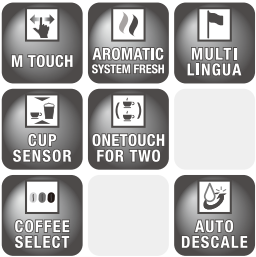 M TOUCH
AROMATIC
SYSTEM FRESH
MULTI
LINGUA
CUP
SENSOR
ONETOUCH
FOR TWO
COFFEE
SELECT
AUTO
DESCALE